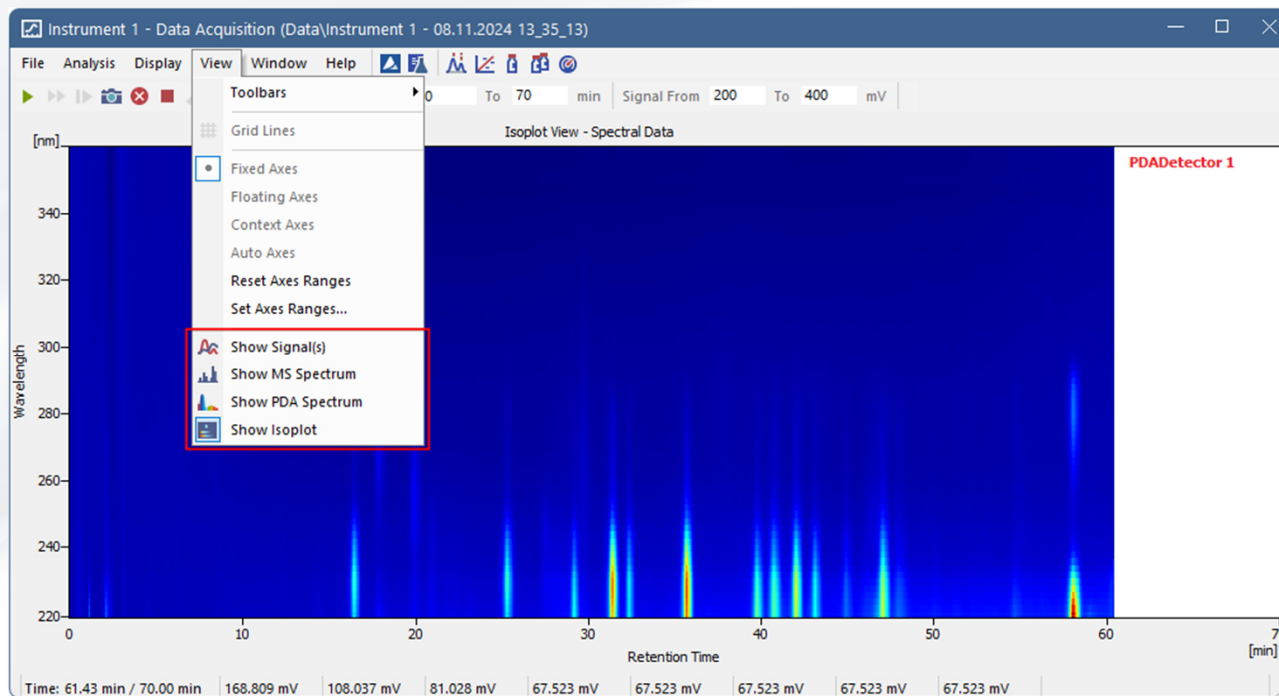 Instrument 1 - Data Acquisition (Data\Instrument 1 - 08.11.2024 13_35_13)
File Analysis Display View Window Help
0 To 70 min Signal From 200 To 400 mV
Toolbars
Grid Lines
Fixed Axes
Floating Axes
Context Axes
Auto Axes
Reset Axes Ranges
Set Axes Ranges...
Show Signal(s)
Show MS Spectrum
Show PDA Spectrum
Show Isoplot
Isoplot View - Spectral Data
[nm]
PDADetector 1
340
320
300
280
260
240
220
Wavelength
0 10 20 30 40 50 60 7
Retention Time
[min]
Time: 61.43 min / 70.00 min 168.809 mV 108.037 mV 81.028 mV 67.523 mV 67.523 mV 67.523 mV 67.523 mV 67.523 mV